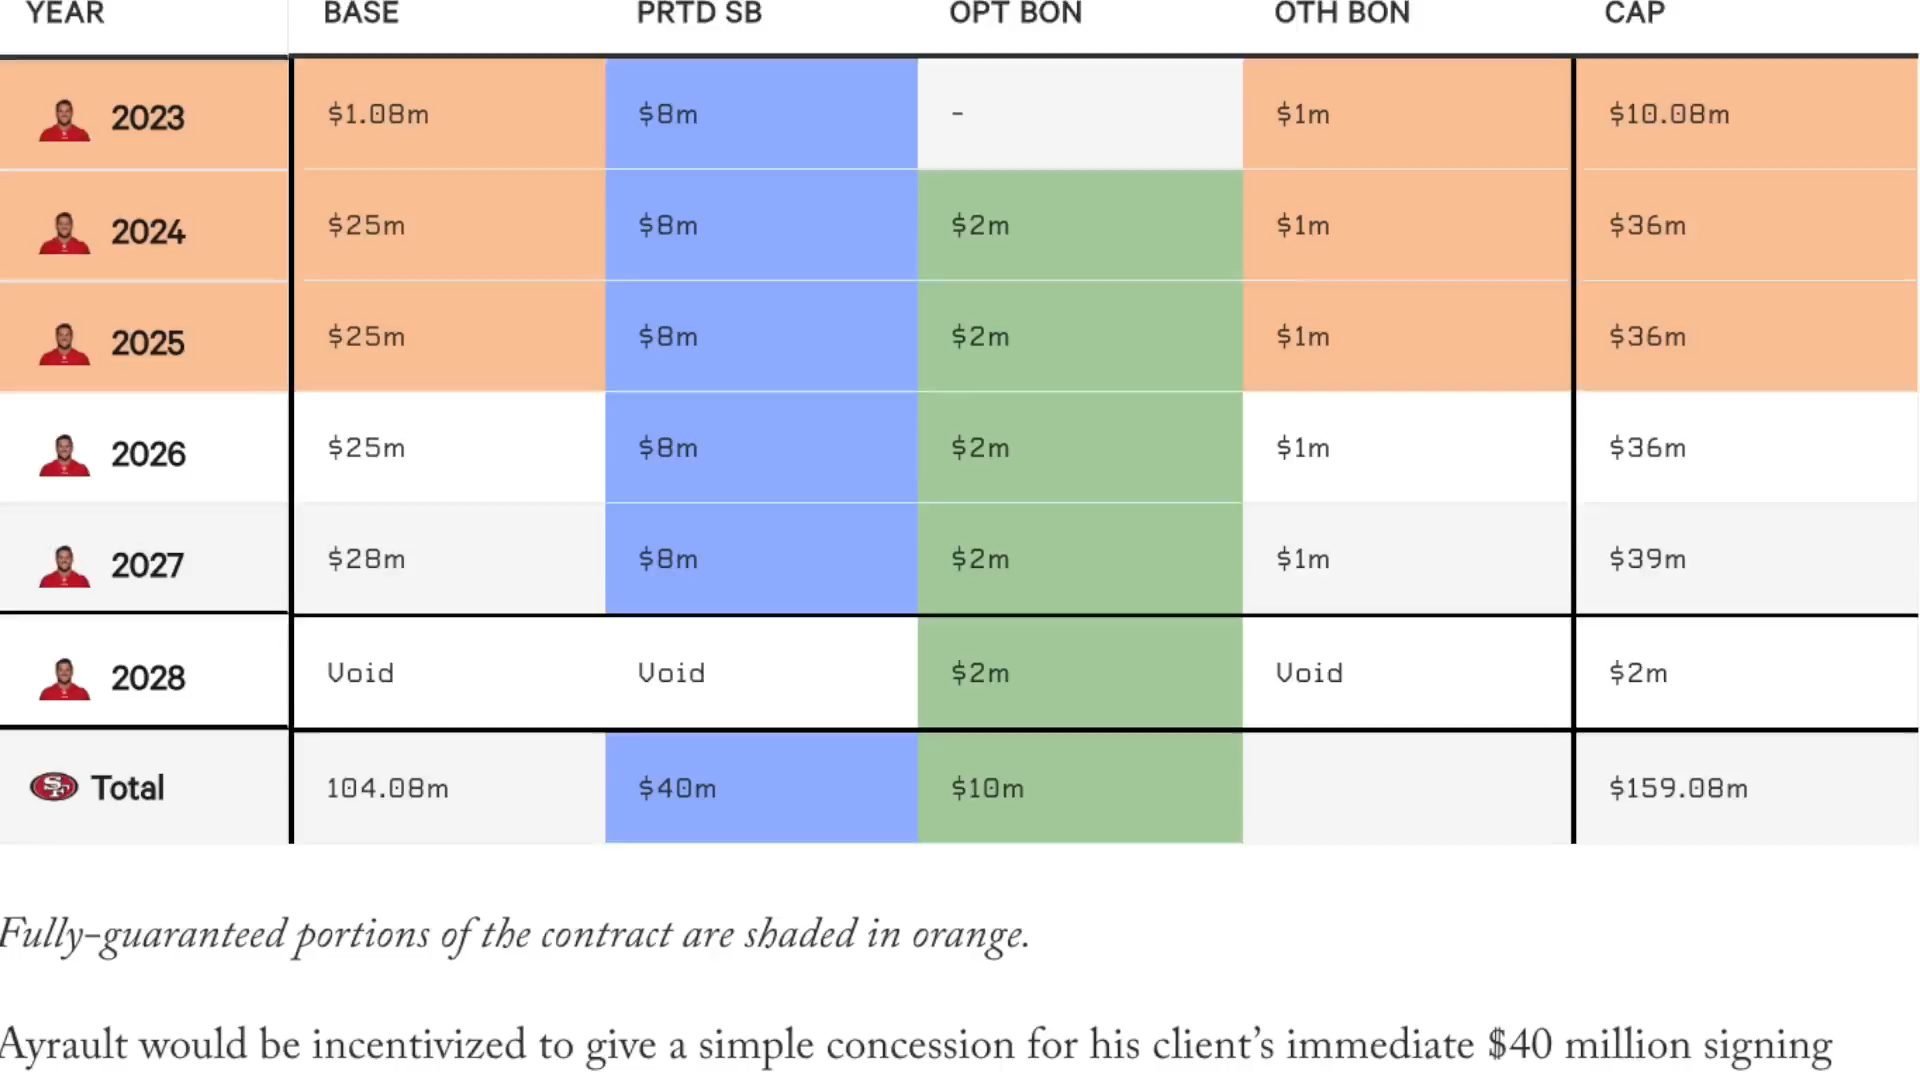 YEAR BASE PRTD SB OPT BON OTH BON CAP
2023 $1.08m $8m - $1m $10.08m
2024 $25m $8m $2m $1m $36m
2025 $25m $8m $2m $1m $36m
2026 $25m $8m $2m $1m $36m
2027 $28m $8m $2m $1m $39m
2028 Void Void $2m Void $2m
SF Total 104.08m $40m $10m $159.08m
Fully-guaranteed portions of the contract are shaded in orange.
Ayrault would be incentivized to give a simple concession for his client’s immediate $40 million signing